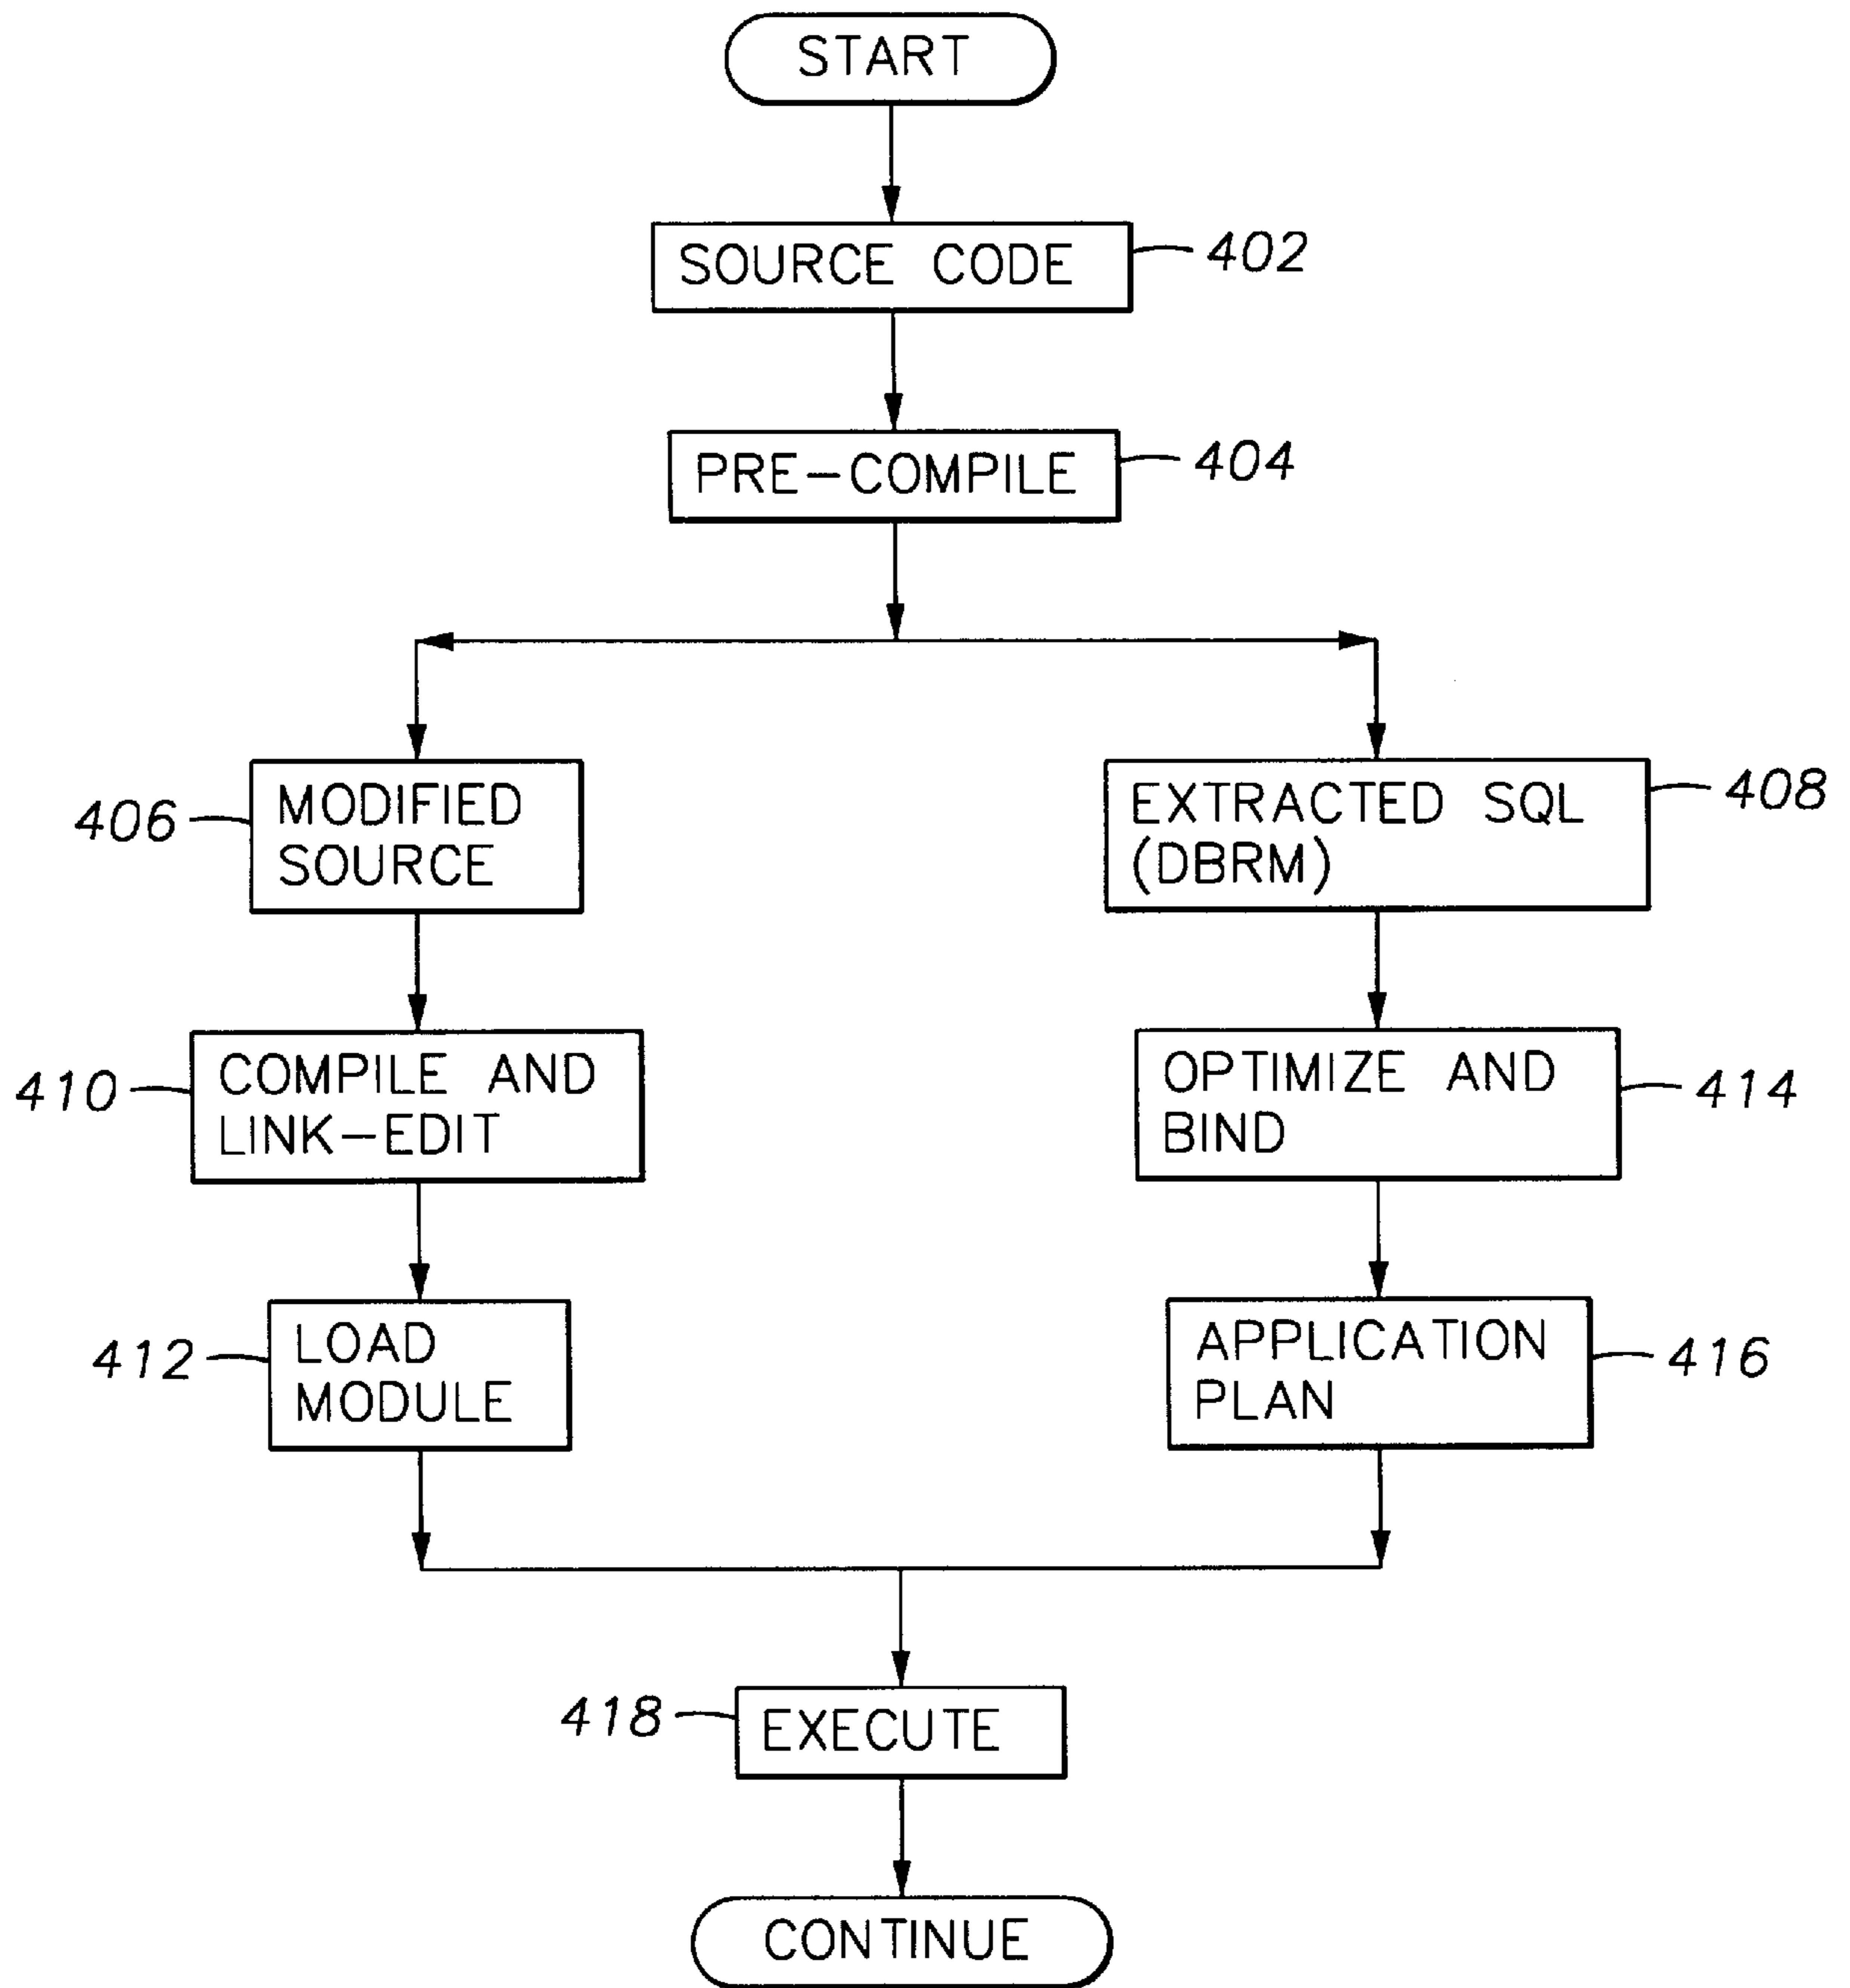 START
SOURCE CODE
402
PRE-COMPILE
404
406
MODIFIED
SOURCE
EXTRACTED SQL
(DBRM)
408
410
COMPILE AND
LINK-EDIT
OPTIMIZE AND
BIND
414
412
LOAD
MODULE
APPLICATION
PLAN
416
418
EXECUTE
CONTINUE